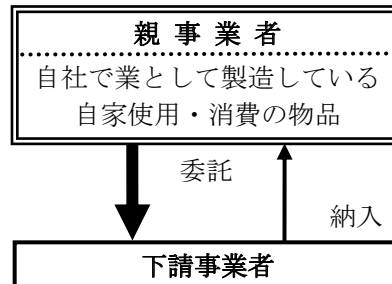 親事業者
自社で業として製造している
自家使用・消費の物品
委託
納入
下請事業者